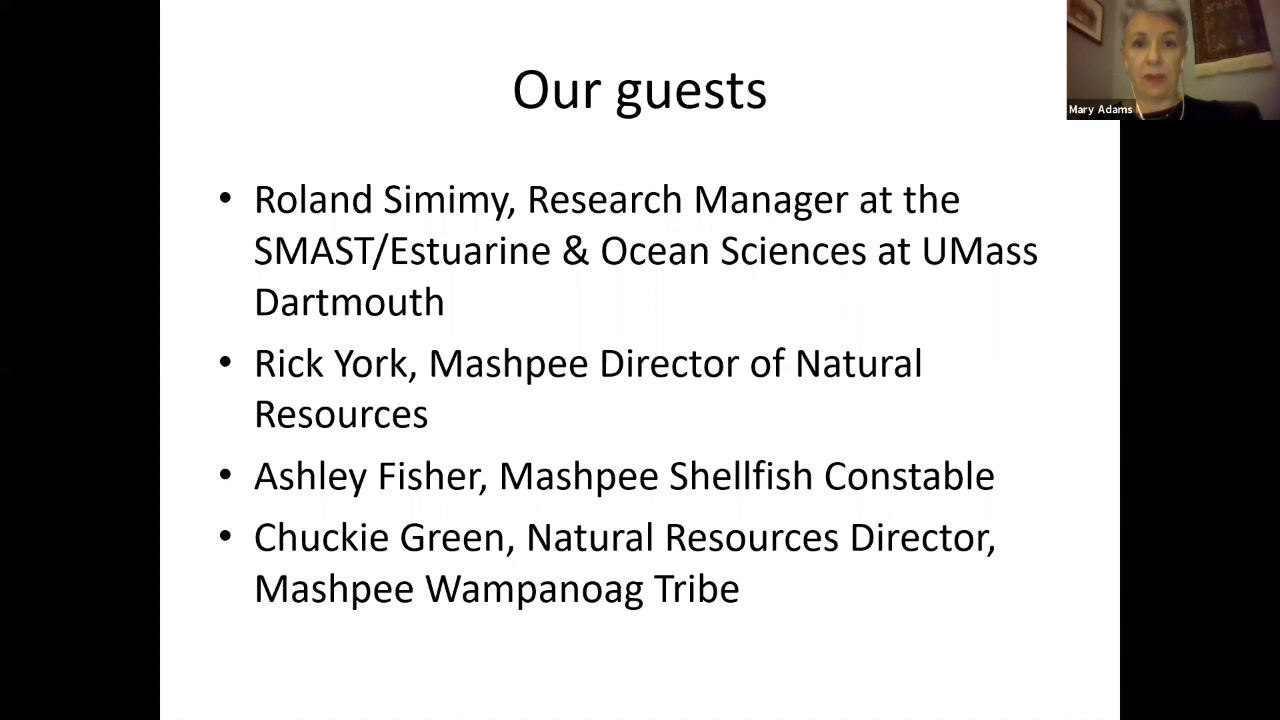 Our guests
Mary Adams
• Roland Simimy, Research Manager at the
SMAST/Estuarine & Ocean Sciences at UMass
Dartmouth
• Rick York, Mashpee Director of Natural
Resources
• Ashley Fisher, Mashpee Shellfish Constable
• Chuckie Green, Natural Resources Director,
Mashpee Wampanoag Tribe